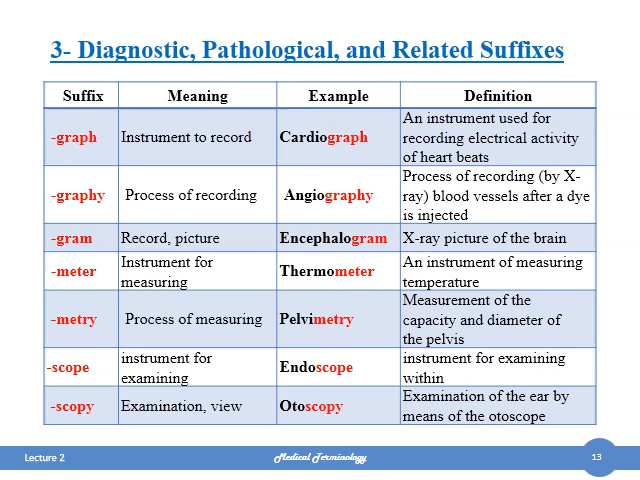 3- Diagnostic, Pathological, and Related Suffixes
Suffix Meaning Example Definition
-graph Instrument to record Cardiograph An instrument used for
recording electrical activity
of heart beats
-graphy Process of recording Angiography Process of recording (by X-
ray) blood vessels after a dye
is injected
-gram Record, picture Encephalogram X-ray picture of the brain
-meter Instrument for
measuring Thermometer An instrument of measuring
temperature
-metry Process of measuring Pelvimetry Measurement of the
capacity and diameter of
the pelvis
-scope instrument for
examining Endoscope instrument for examining
within
-scopy Examination, view Otoscopy Examination of the ear by
means of the otoscope
Lecture 2 Medical Terminology 13